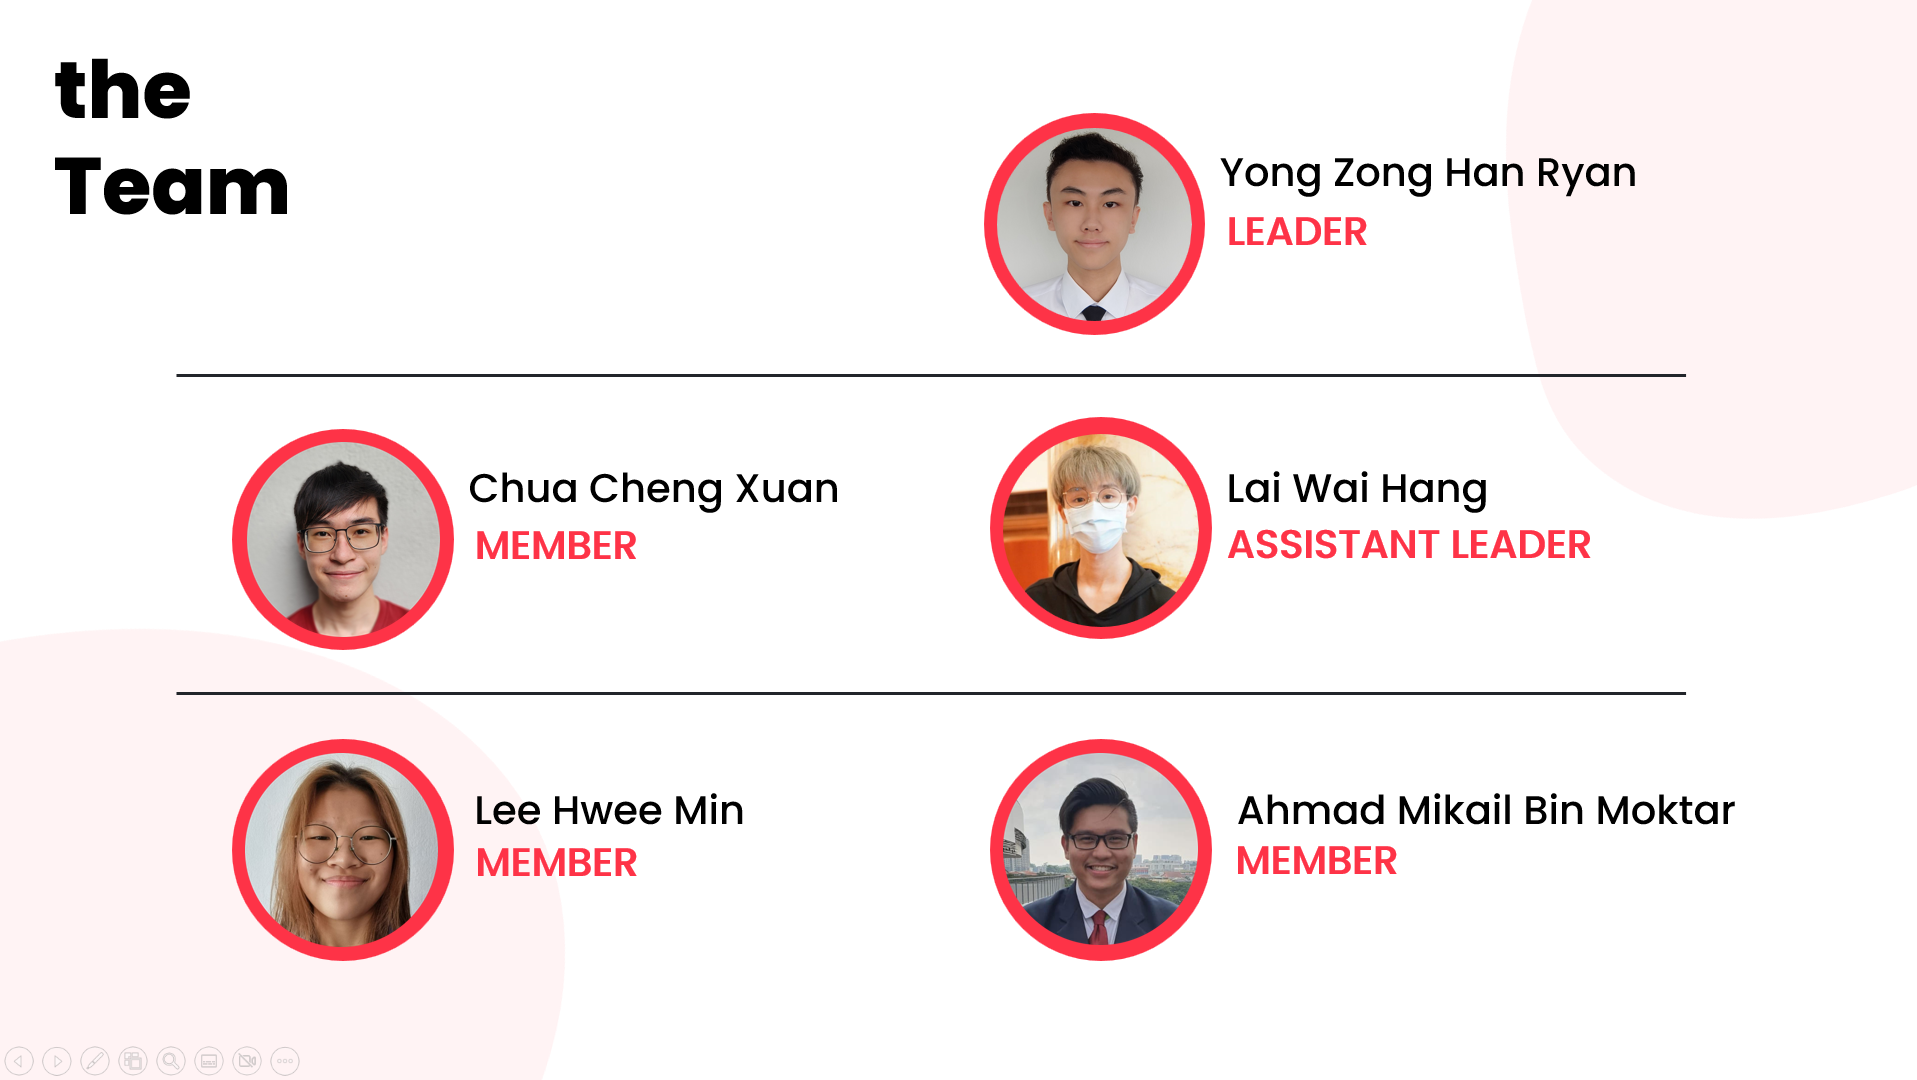 the
Team
Yong Zong Han Ryan
LEADER
Chua Cheng Xuan
MEMBER
Lai Wai Hang
ASSISTANT LEADER
Lee Hwee Min
MEMBER
Ahmad Mikail Bin Moktar
MEMBER